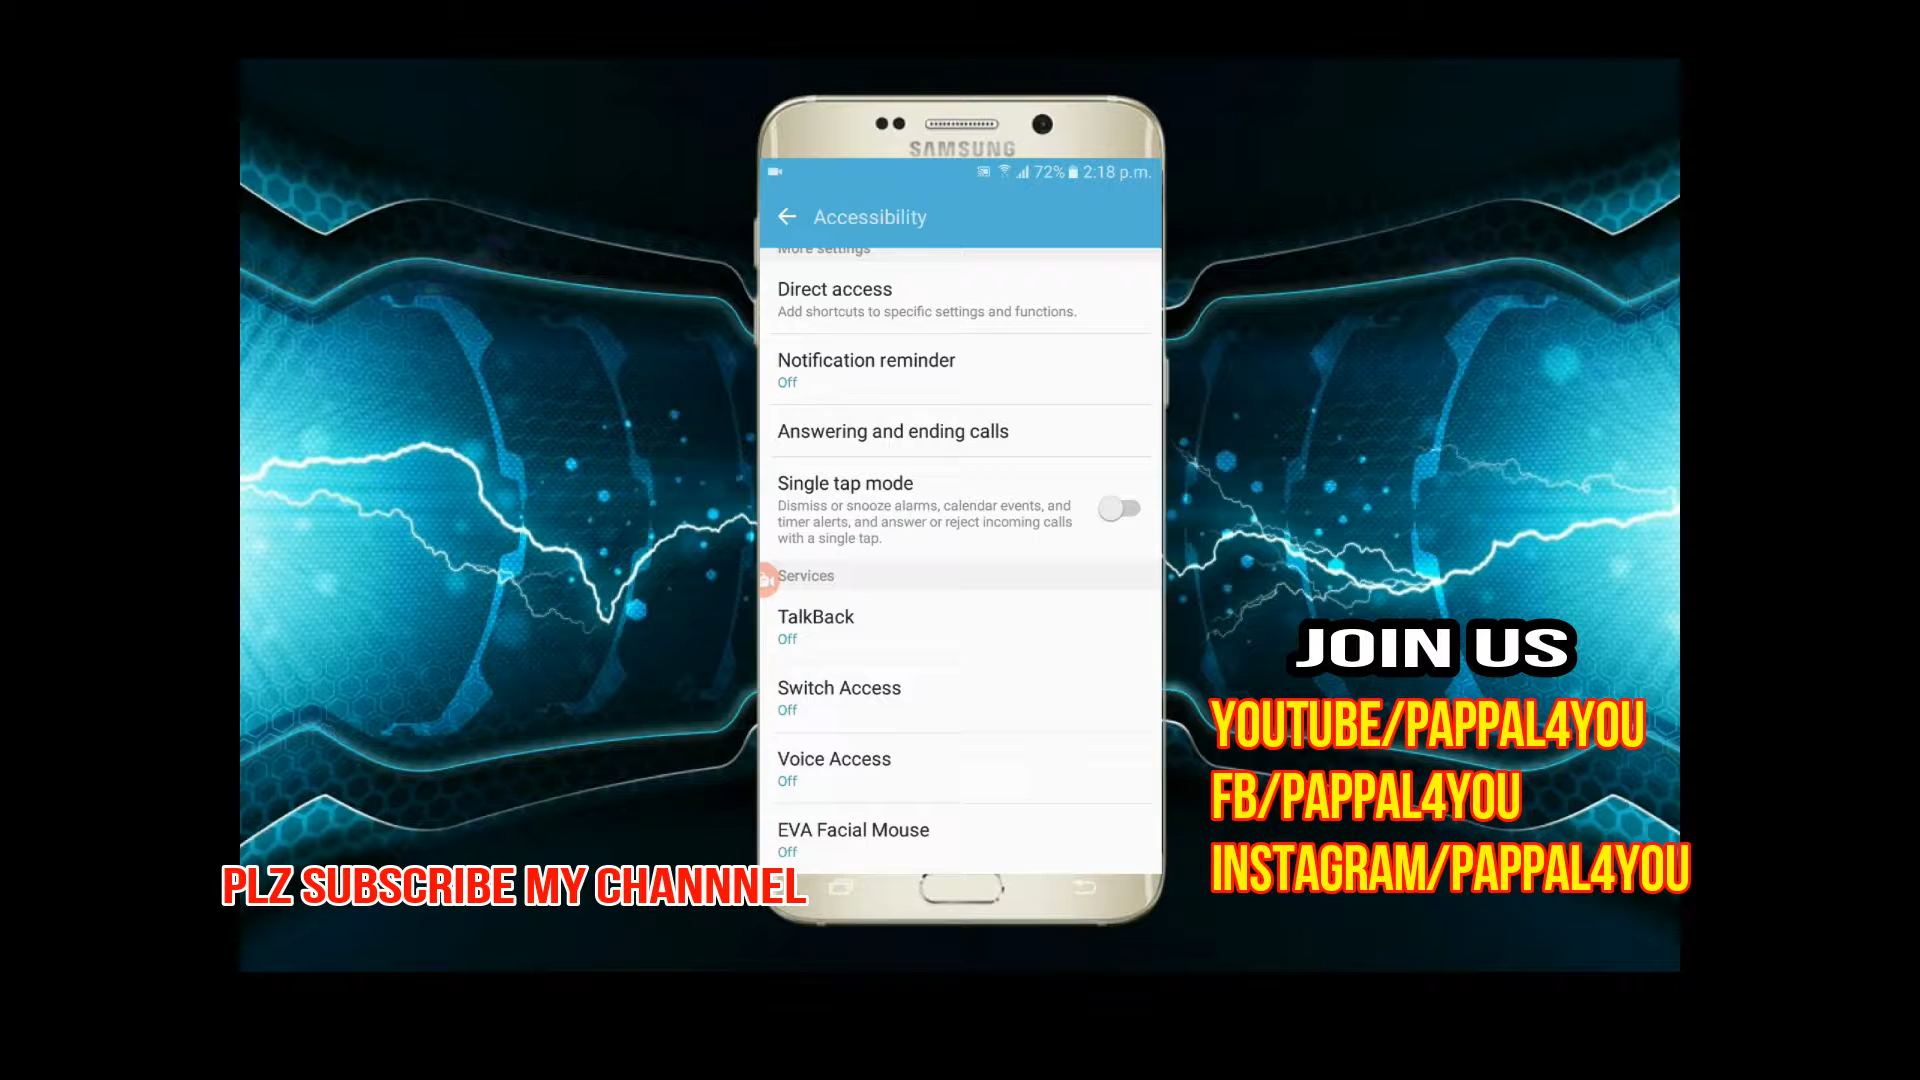 SAMSUNG
72% 2:18 p.m.
Accessibility
More settings
Direct access
Add shortcuts to specific settings and functions.
Notification reminder
Off
Answering and ending calls
Single tap mode
Dismiss or snooze alarms, calendar events, and
timer alerts, and answer or reject incoming calls
with a single tap.
Services
TalkBack
Off
Switch Access
Off
Voice Access
Off
EVA Facial Mouse
Off
PLZ SUBSCRIBE MY CHANNNEL
JOIN US
YOUTUBE/PAPPAL4YOU
FB/PAPPAL4YOU
INSTAGRAM/PAPPAL4YOU